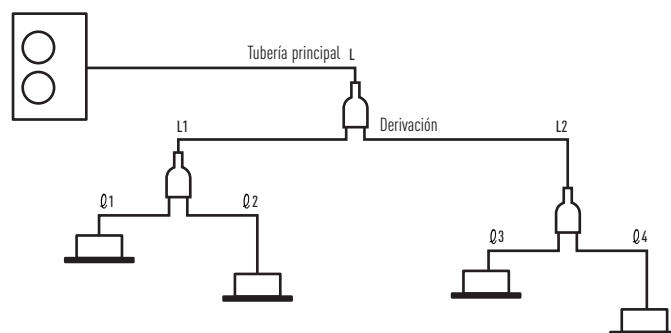 Tubería principal L
Derivación
L1
L2
ℓ1
ℓ2
ℓ3
ℓ4